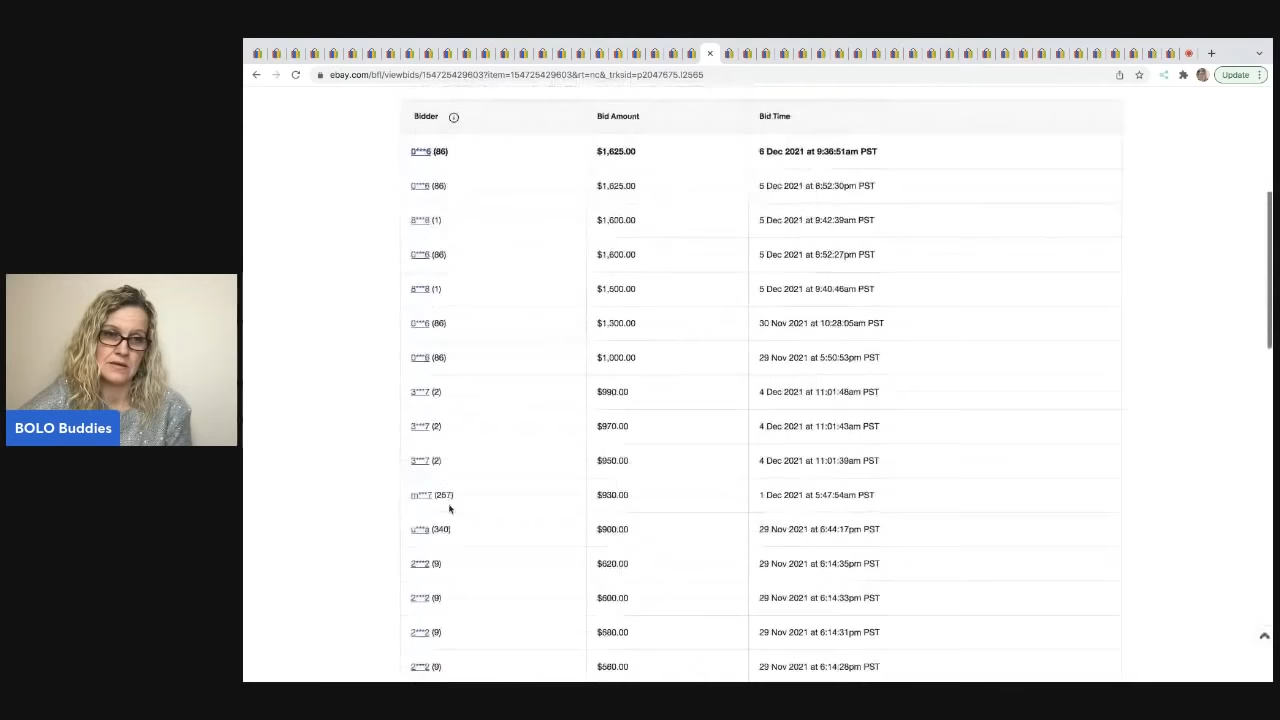 ebay.com/bfl/viewbids/154725429603?item=154725429603&rt=nc&_trksid=p2047675.l2565
Update
Bidder Bid Amount Bid Time
0***6 (86) $1,625.00 6 Dec 2021 at 9:36:51am PST
0***6 (86) $1,625.00 5 Dec 2021 at 8:52:30pm PST
8***8 (1) $1,600.00 5 Dec 2021 at 9:42:39am PST
0***6 (86) $1,600.00 5 Dec 2021 at 8:52:27pm PST
8***8 (1) $1,500.00 5 Dec 2021 at 9:40:46am PST
0***6 (86) $1,300.00 30 Nov 2021 at 10:28:05am PST
0***6 (86) $1,000.00 29 Nov 2021 at 5:50:53pm PST
3***7 (2) $990.00 4 Dec 2021 at 11:01:48am PST
3***7 (2) $970.00 4 Dec 2021 at 11:01:43am PST
3***7 (2) $950.00 4 Dec 2021 at 11:01:39am PST
m***7 (267) $930.00 1 Dec 2021 at 5:47:54am PST
u***a (340) $900.00 29 Nov 2021 at 6:44:17pm PST
2***2 (9) $620.00 29 Nov 2021 at 6:14:35pm PST
2***2 (9) $600.00 29 Nov 2021 at 6:14:33pm PST
2***2 (9) $580.00 29 Nov 2021 at 6:14:31pm PST
2***2 (9) $560.00 29 Nov 2021 at 6:14:28pm PST
BOLO Buddies